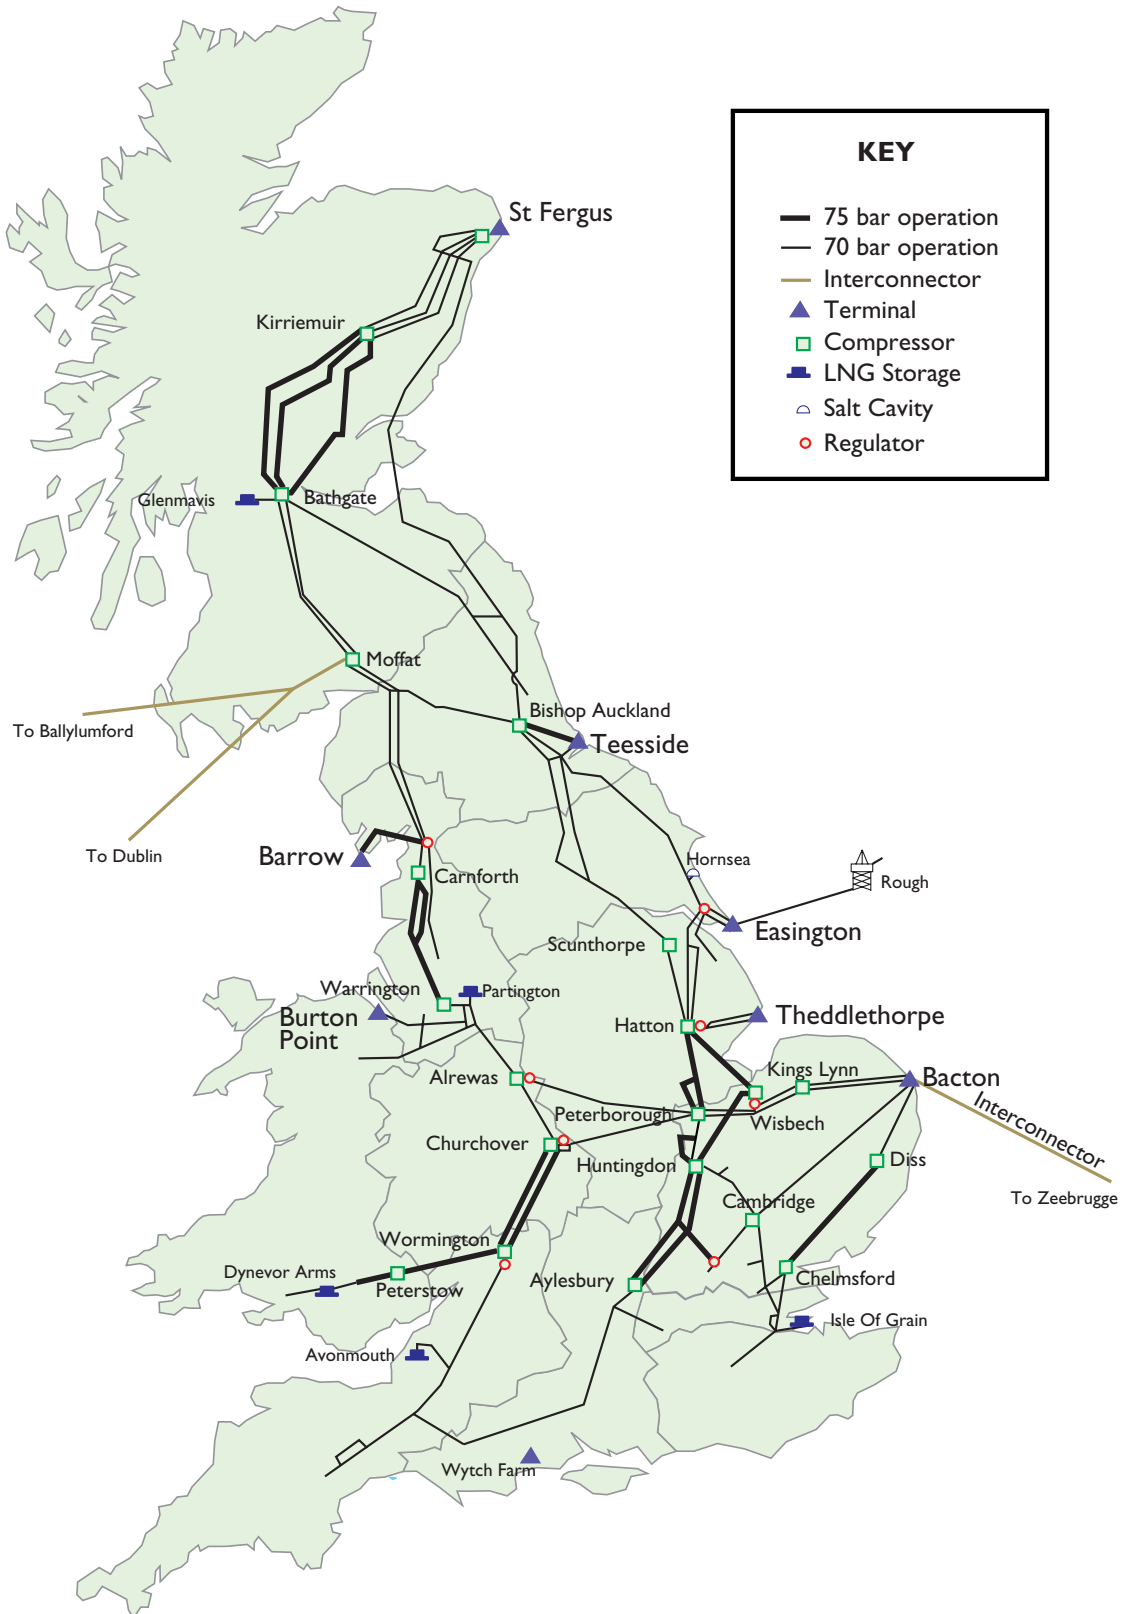 KEY
75 bar operation
70 bar operation
Interconnector
Terminal
Compressor
LNG Storage
Salt Cavity
Regulator
St Fergus
Kirriemuir
Glenmavis
Bathgate
Moffat
To Ballylumford
Bishop Auckland
Teesside
To Dublin
Barrow
Carnforth
Hornsea
Rough
Easington
Scunthorpe
Warrington
Partington
Burton
Point
Hatton
Theddlethorpe
Alrewas
Kings Lynn
Bacton
Interconnector
To Zeebrugge
Peterborough
Wisbech
Churchover
Huntingdon
Diss
Cambridge
Wormington
Dynevor Arms
Peterstow
Aylesbury
Chelmsford
Isle Of Grain
Avonmouth
Wytch Farm